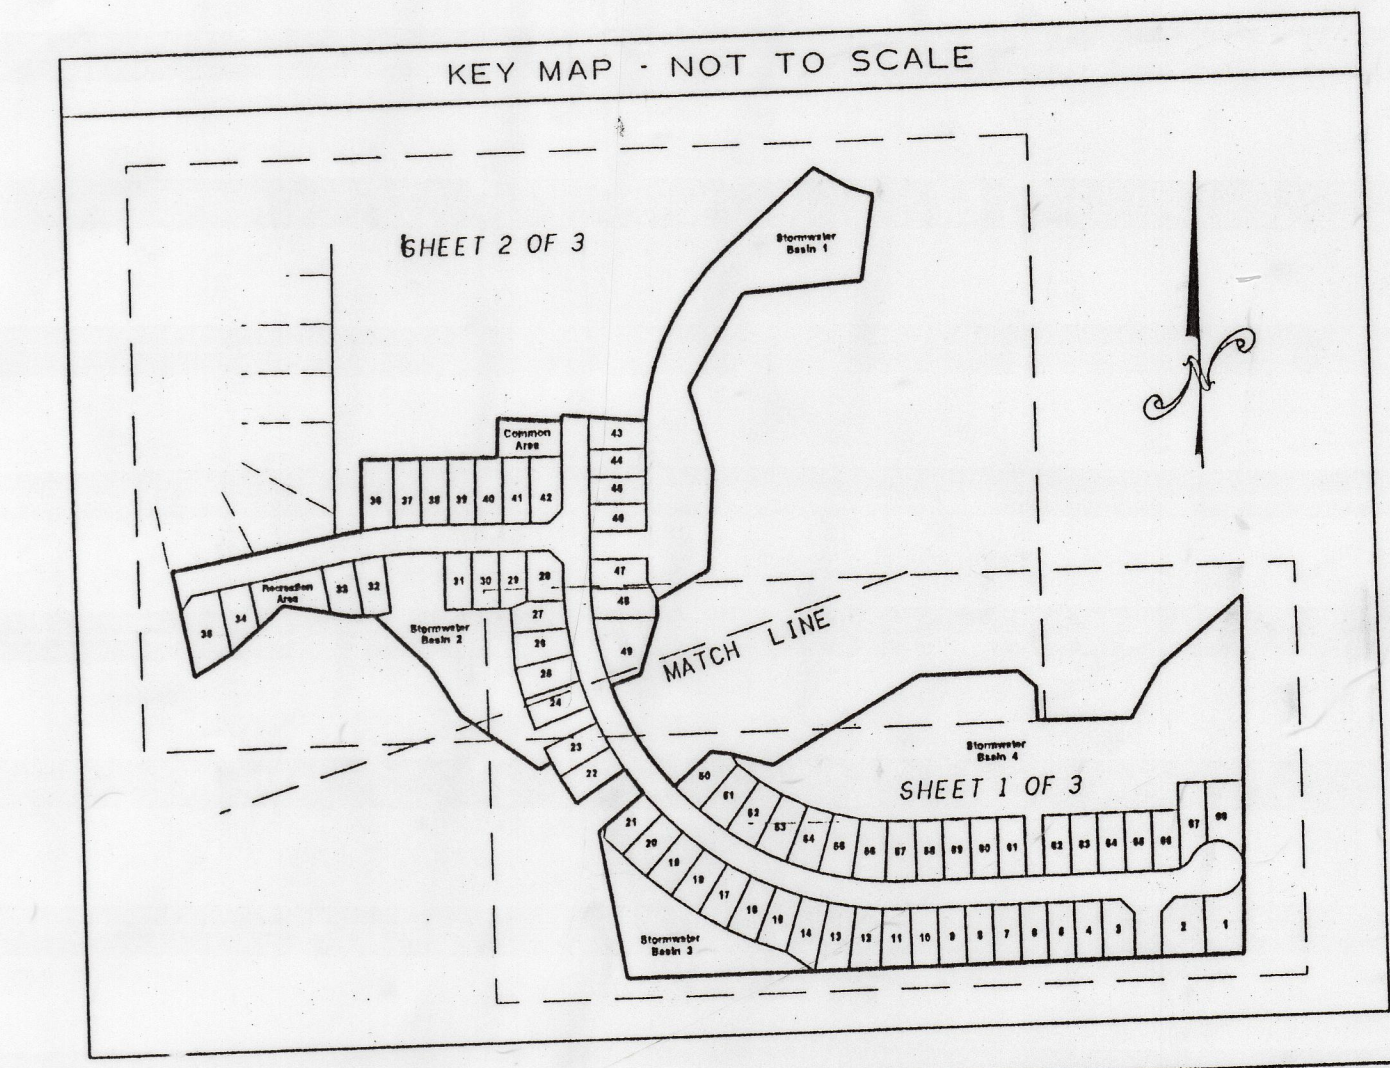 KEY MAP - NOT TO SCALE
SHEET 2 OF 3
Stormwater
Basin 1
N
Common
Area
43
44
45
46
36 37 38 39 40 41 42
47
48
49
31 30 29 28
Recreation
Area
33 32
35 34
27
26
25
24
23
22
Stormwater
Basin 2
MATCH LINE
Stormwater
Basin 4
SHEET 1 OF 3
50 51 52 53 54 55 56 57 58 59 60 61 62 63 64 65 66 67 68
21 20 19 18 17 16 15 14 13 12 11 10 9 8 7 6 5 4 3 2 1
Stormwater
Basin 3